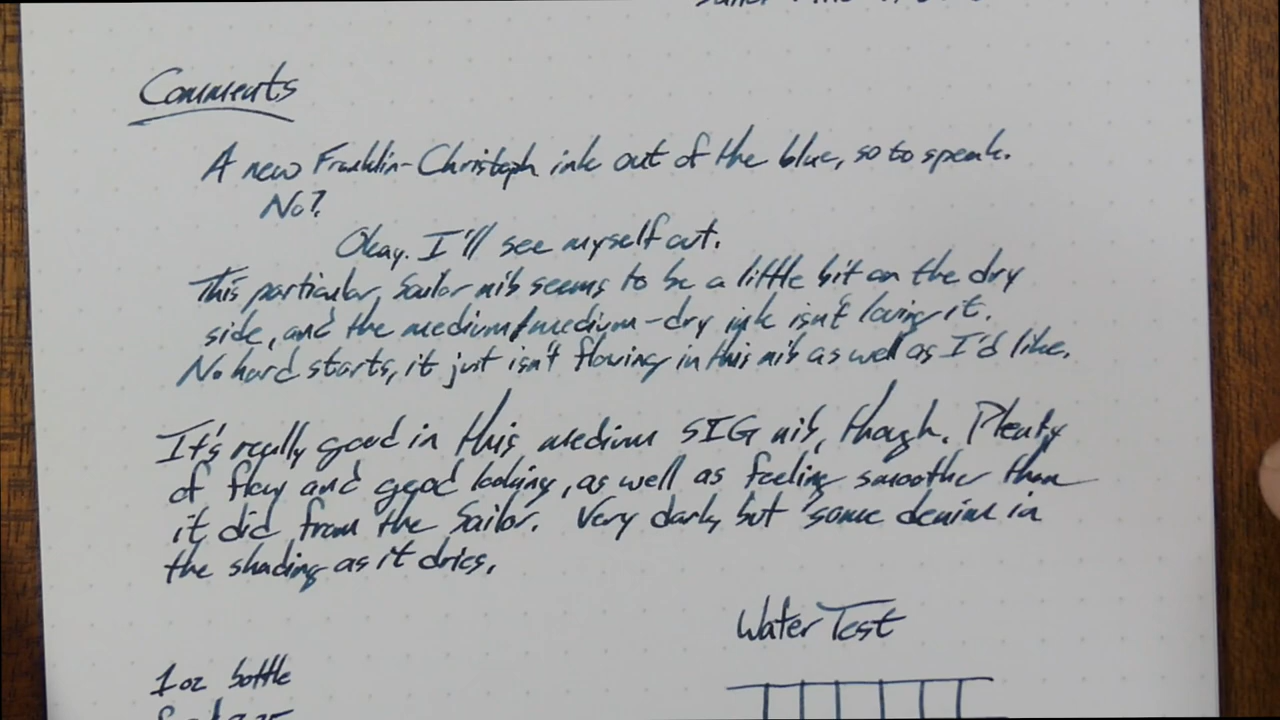 Comments
A new Franklin-Christoph ink out of the blue, so to speak.
No?
Okay. I'll see myself out.
This particular Sailor nib seems to be a little bit on the dry
side, and the medium/medium-dry ink isn't loving it.
No hard starts, it just isn't flowing in this nib as well as I'd like.
It's really good in this medium SIG nib, though. Plenty
of flow and good looking, as well as feeling smoother than
it did from the Sailor. Very dark, but some denim in
the shading as it dries.
Water Test
1 oz bottle